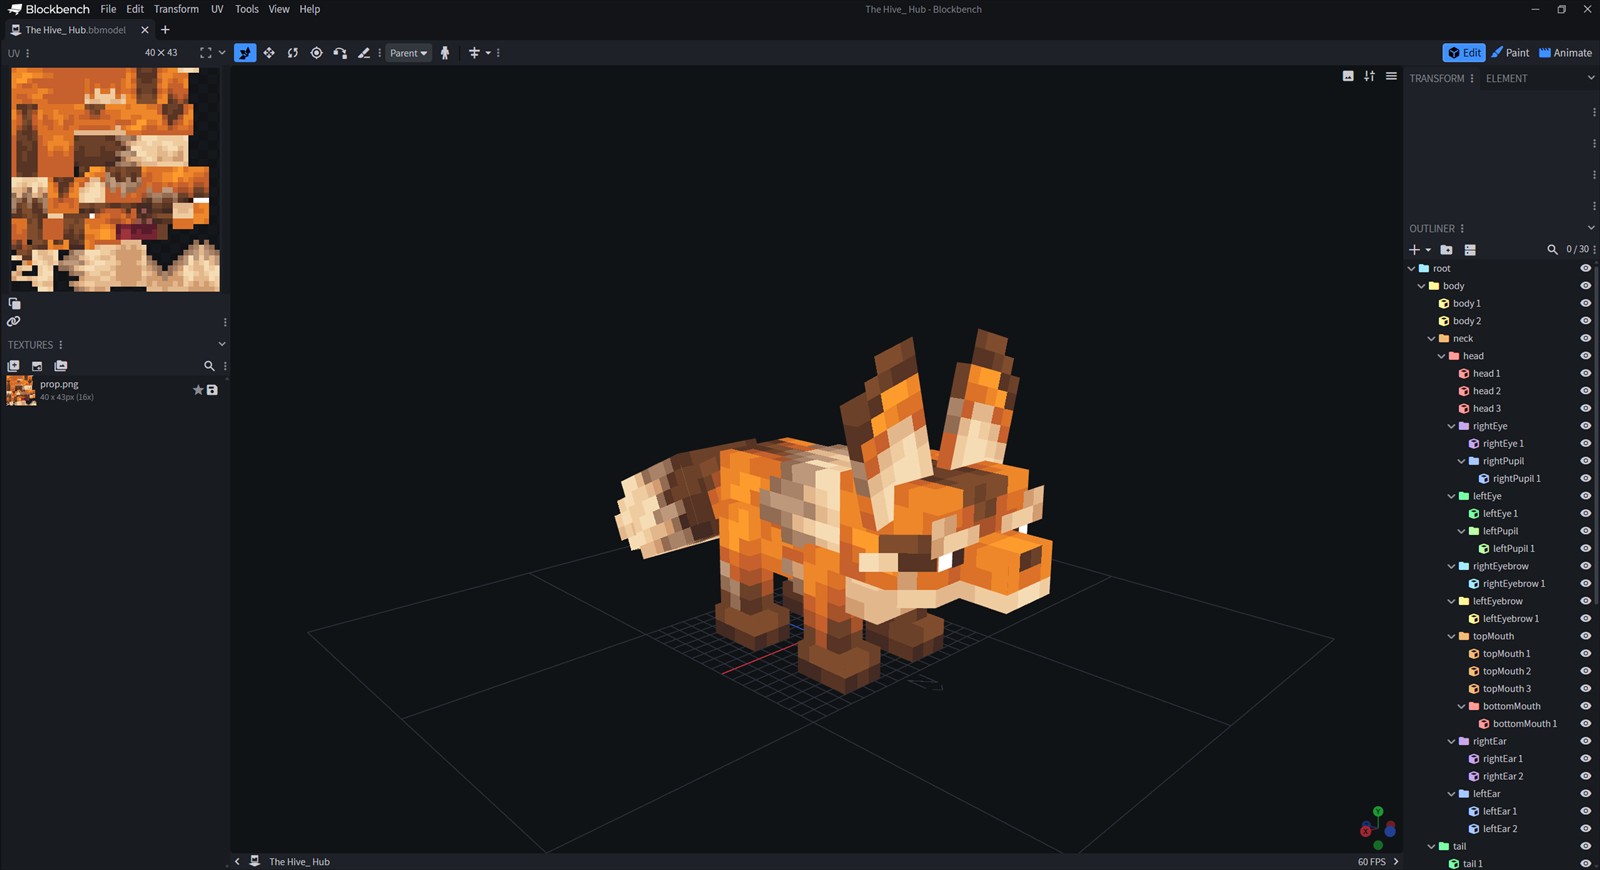 Blockbench File Edit Transform UV Tools View Help
The Hive_ Hub - Blockbench
The Hive_ Hub.bbmodel
UV
40 × 43
Parent
Edit Paint Animate
TRANSFORM ELEMENT
TEXTURES
prop.png
40 x 43px (16x)
OUTLINER
0 / 30
root
body
body 1
body 2
neck
head
head 1
head 2
head 3
rightEye
rightEye 1
rightPupil
rightPupil 1
leftEye
leftEye 1
leftPupil
leftPupil 1
rightEyebrow
rightEyebrow 1
leftEyebrow
leftEyebrow 1
topMouth
topMouth 1
topMouth 2
topMouth 3
bottomMouth
bottomMouth 1
rightEar
rightEar 1
rightEar 2
leftEar
leftEar 1
leftEar 2
tail
tail 1
N
Y
X
The Hive_ Hub
60 FPS